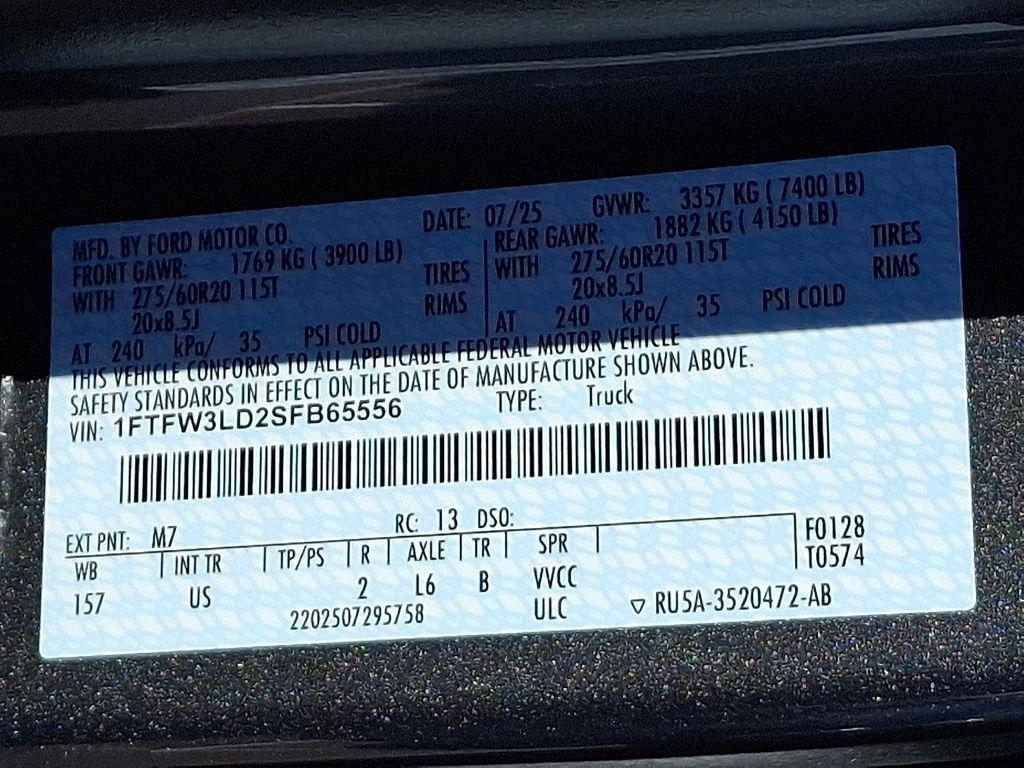 MFD. BY FORD MOTOR CO. DATE: 07/25 GVWR: 3357 KG ( 7400 LB)
FRONT GAWR: 1769 KG ( 3900 LB) REAR GAWR: 1882 KG ( 4150 LB)
WITH 275/60R20 115T TIRES WITH 275/60R20 115T TIRES
20x8.5J RIMS 20x8.5J RIMS
AT 240 kPa/ 35 PSI COLD AT 240 kPa/ 35 PSI COLD
THIS VEHICLE CONFORMS TO ALL APPLICABLE FEDERAL MOTOR VEHICLE
SAFETY STANDARDS IN EFFECT ON THE DATE OF MANUFACTURE SHOWN ABOVE.
VIN: 1FTFW3LD2SFB65556 TYPE: Truck
EXT PNT: M7 RC: 13 DSO: F0128
WB INT TR TP/PS R AXLE TR SPR T0574
157 US 2 L6 B VVCC
2202507295758 ULC ▽ RU5A-3520472-AB